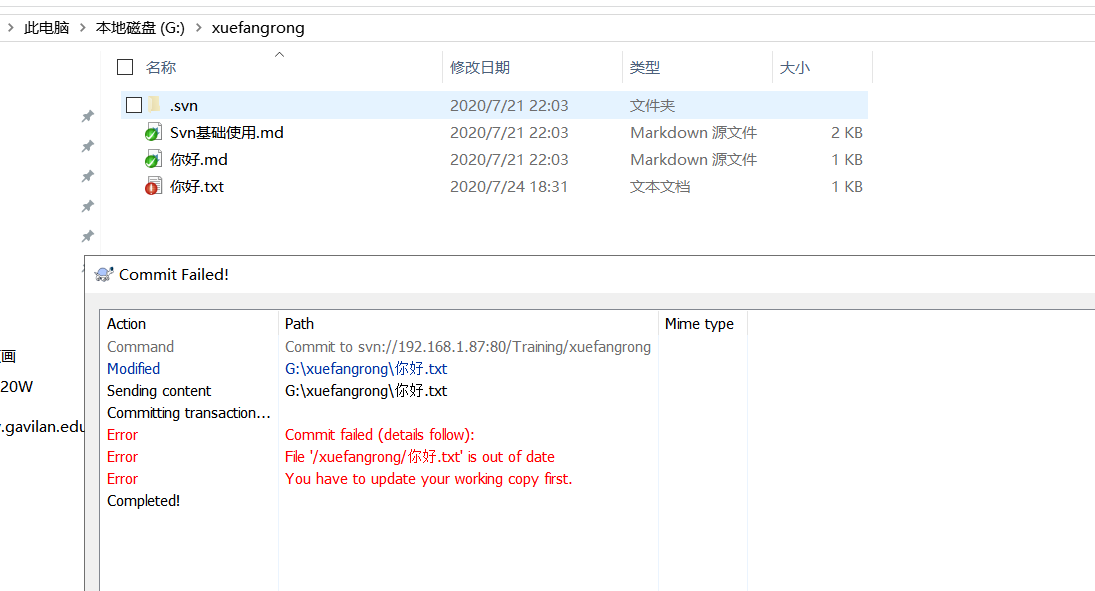 此电脑 本地磁盘 (G:) xuefangrong
名称 修改日期 类型 大小
.svn 2020/7/21 22:03 文件夹
Svn基础使用.md 2020/7/21 22:03 Markdown 源文件 2 KB
你好.md 2020/7/21 22:03 Markdown 源文件 1 KB
你好.txt 2020/7/24 18:31 文本文档 1 KB
Commit Failed!
Action Path Mime type
Command Commit to svn://192.168.1.87:80/Training/xuefangrong
画
Modified G:\xuefangrong\你好.txt
20W
Sending content G:\xuefangrong\你好.txt
Committing transaction...
.gavilan.edu
Error Commit failed (details follow):
Error File '/xuefangrong/你好.txt' is out of date
Error You have to update your working copy first.
Completed!